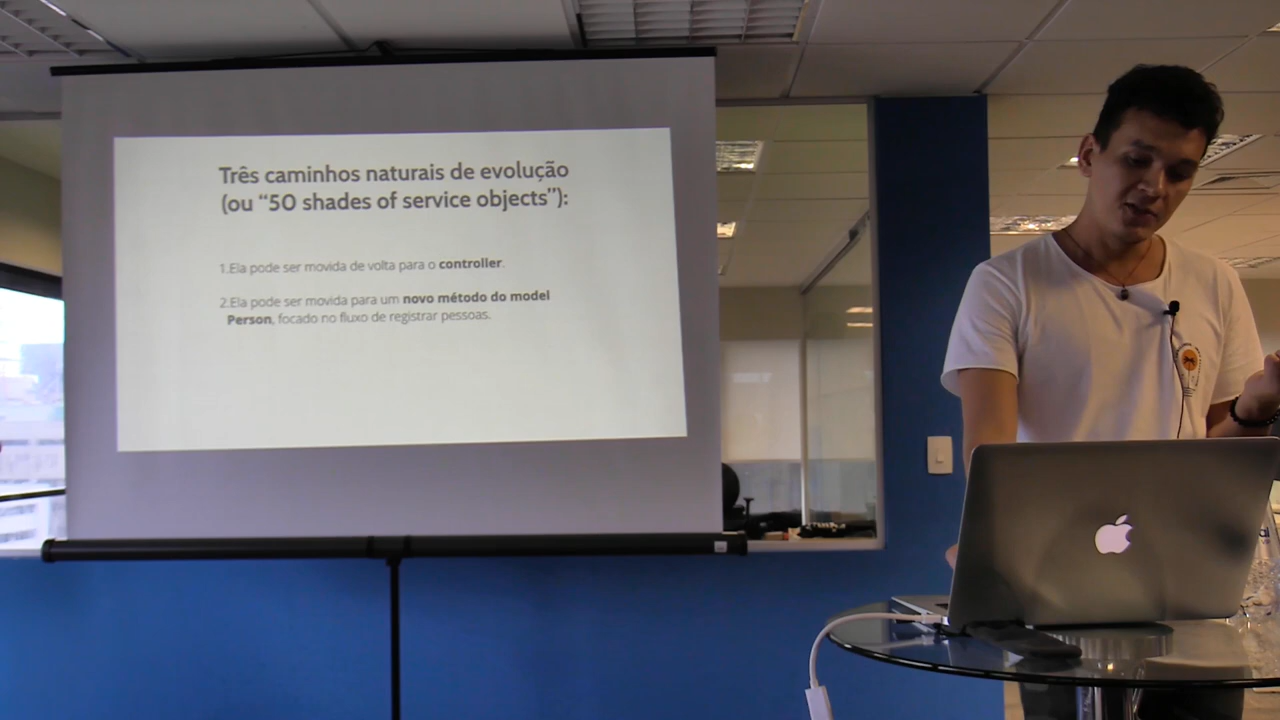 Três caminhos naturais de evolução
(ou “50 shades of service objects”):
1.Ela pode ser movida de volta para o controller.
2.Ela pode ser movida para um novo método do model
Person, focado no fluxo de registrar pessoas.